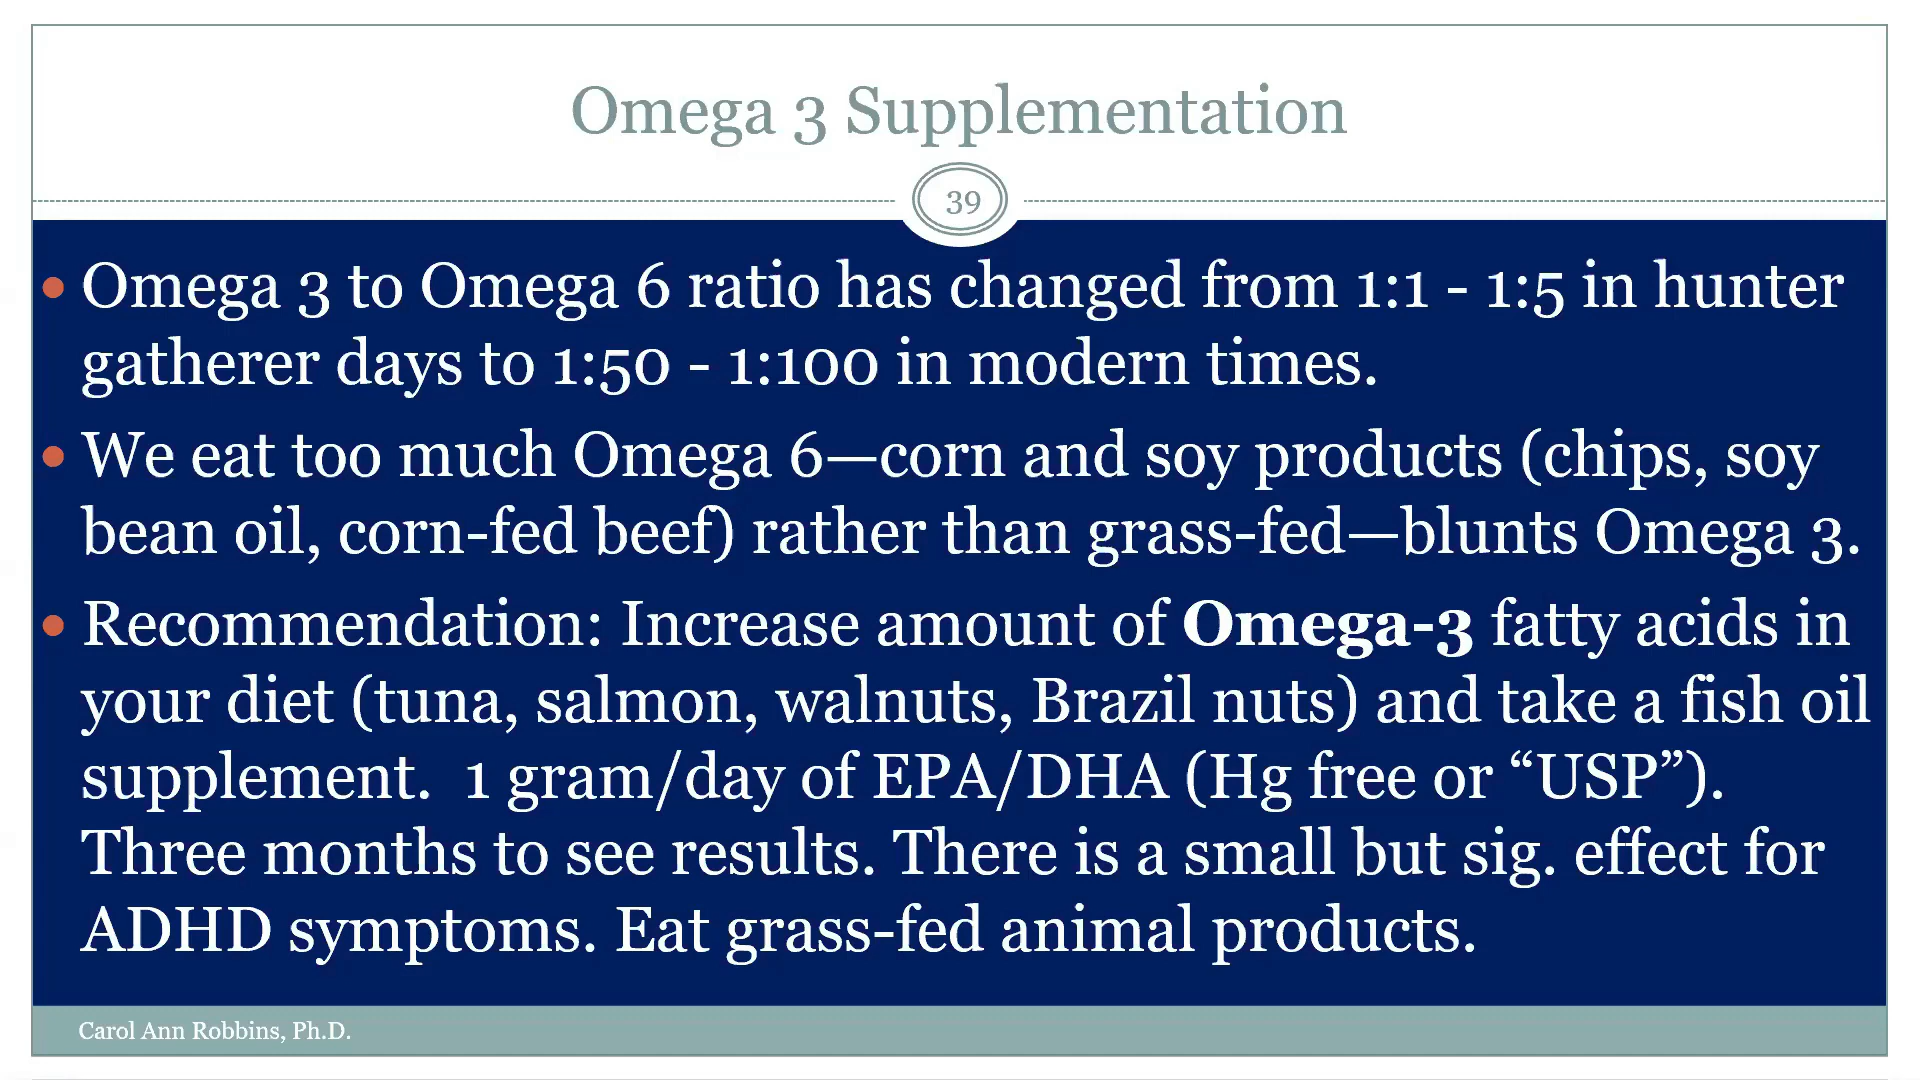 Omega 3 Supplementation
39
• Omega 3 to Omega 6 ratio has changed from 1:1 - 1:5 in hunter
gatherer days to 1:50 - 1:100 in modern times.
• We eat too much Omega 6—corn and soy products (chips, soy
bean oil, corn-fed beef) rather than grass-fed—blunts Omega 3.
• Recommendation: Increase amount of Omega-3 fatty acids in
your diet (tuna, salmon, walnuts, Brazil nuts) and take a fish oil
supplement.  1 gram/day of EPA/DHA (Hg free or “USP”).
Three months to see results. There is a small but sig. effect for
ADHD symptoms. Eat grass-fed animal products.
Carol Ann Robbins, Ph.D.